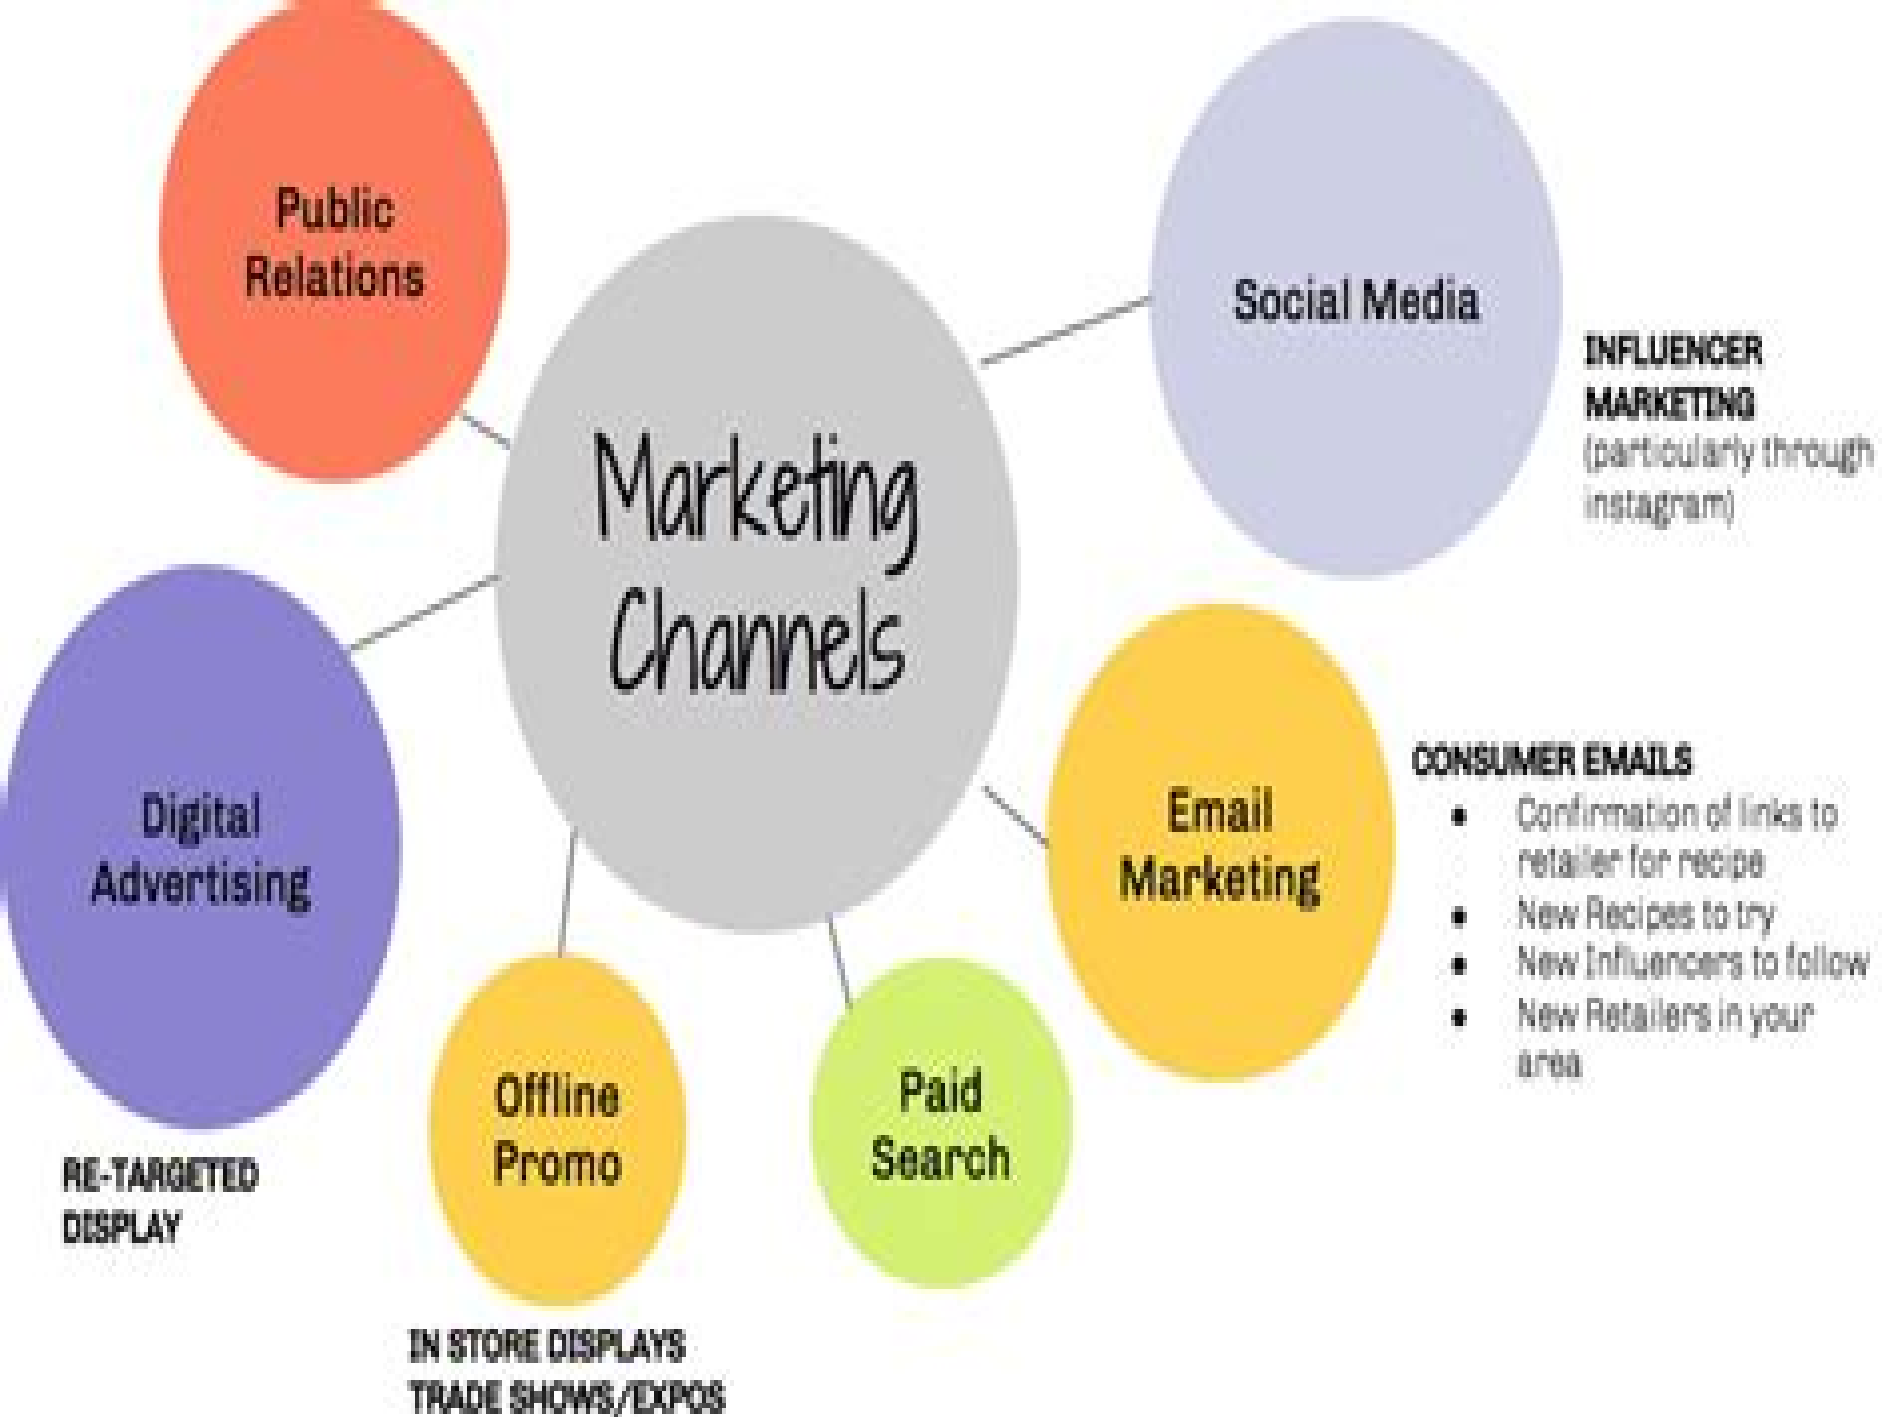 Public
Relations
Social Media
INFLUENCER
MARKETING
(particularly through
instagram)
Marketing
Channels
Digital
Advertising
RE-TARGETED
DISPLAY
Email
Marketing
CONSUMER EMAILS
• Confirmation of links to
retailer for recipe
• New Recipes to try
• New Influencers to follow
• New Retailers in your
area
Offline
Promo
IN STORE DISPLAYS
TRADE SHOWS/EXPOS
Paid
Search